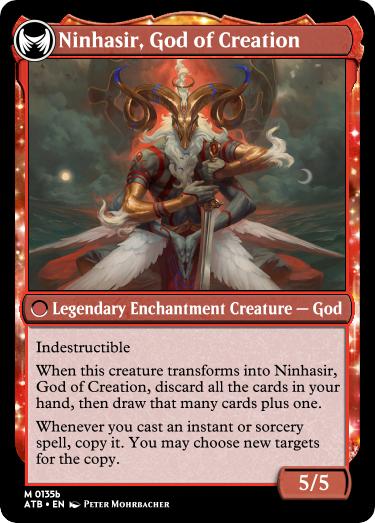 Ninhasir, God of Creation
Legendary Enchantment Creature — God
Indestructible
When this creature transforms into Ninhasir,
God of Creation, discard all the cards in your
hand, then draw that many cards plus one.
Whenever you cast an instant or sorcery
spell, copy it. You may choose new targets
for the copy.
5/5
M 0135b
ATB • EN Peter Mohrbacher